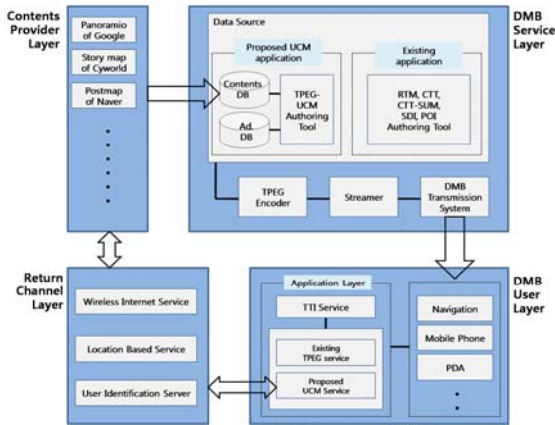 Contents
Provider
Layer
Panoramio
of Google
Story map
of Cyworld
Postmap
of Naver
DMB
Service
Layer
Data Source
Proposed UCM
application
Contents
DB
Ad.
DB
TPEG-
UCM
Authoring
Tool
Existing
application
RTM, CTT,
CTT-SUM,
SDI, POI
Authoring Tool
TPEG
Encoder
Streamer
DMB
Transmission
System
Return
Channel
Layer
Wireless Internet Service
Location Based Service
User Identification Server
DMB
User
Layer
Application Layer
TTI Service
Existing
TPEG service
Proposed
UCM Service
Navigation
Mobile Phone
PDA